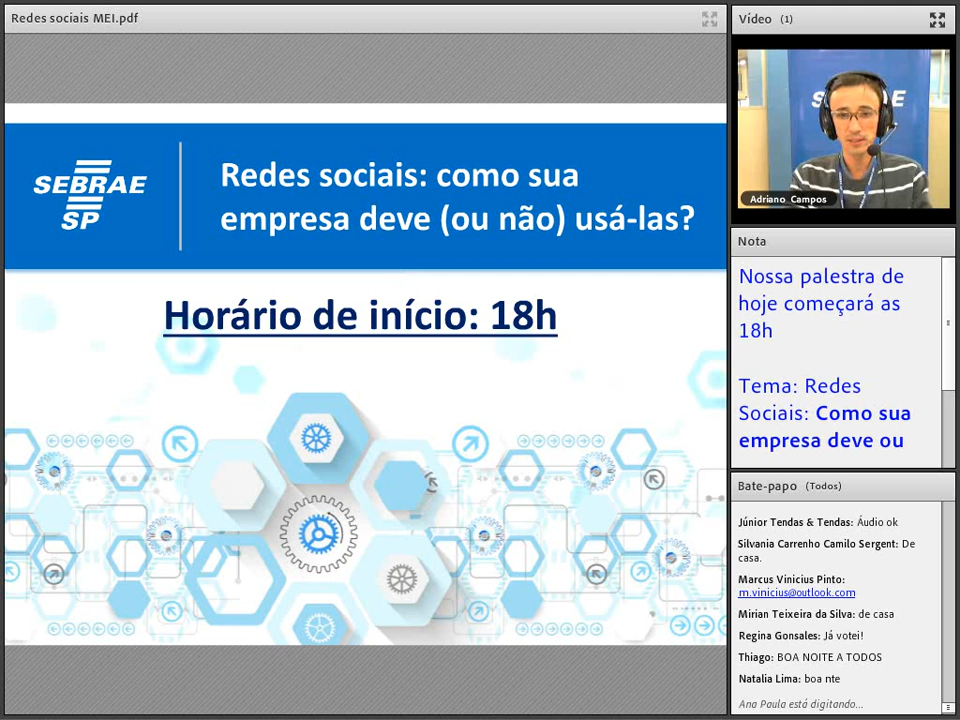 Redes sociais MEI.pdf
SEBRAE
SP
Redes sociais: como sua
empresa deve (ou não) usá-las?
Horário de início: 18h
Vídeo (1)
Adriano Campos
Nota
Nossa palestra de
hoje começará as
18h
Tema: Redes
Sociais: Como sua
empresa deve ou
Bate-papo (Todos)
Júnior Tendas & Tendas: Áudio ok
Silvania Carrenho Camilo Sergent: De
casa.
Marcus Vinicius Pinto:
m.vinicius@outlook.com
Mirian Teixeira da Silva: de casa
Regina Gonsales: Já votei!
Thiago: BOA NOITE A TODOS
Natalia Lima: boa nte
Ana Paula está digitando...